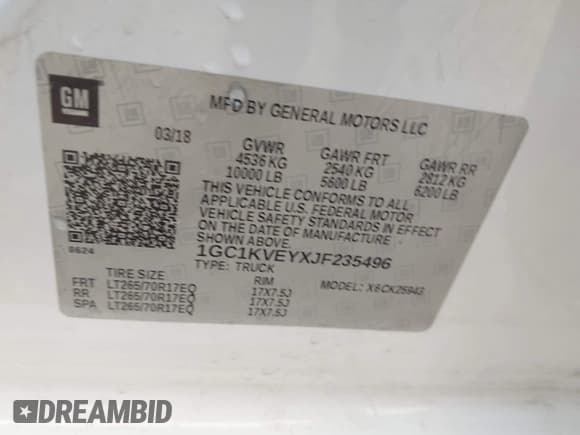 GM
MFD BY GENERAL MOTORS LLC
03/18
GVWR GAWR FRT GAWR RR
4536 KG 2540 KG 2812 KG
10000 LB 5600 LB 6200 LB
THIS VEHICLE CONFORMS TO ALL
APPLICABLE U.S. FEDERAL MOTOR
VEHICLE SAFETY STANDARDS IN EFFECT
ON THE DATE OF MANUFACTURE
SHOWN ABOVE.
0624
1GC1KVEYXJF235496
TYPE: TRUCK
MODEL: X6CK25943
TIRE SIZE RIM
FRT LT265/70R17EQ 17X7.5J
RR LT265/70R17EQ 17X7.5J
SPA LT265/70R17EQ 17X7.5J
DREAMBID